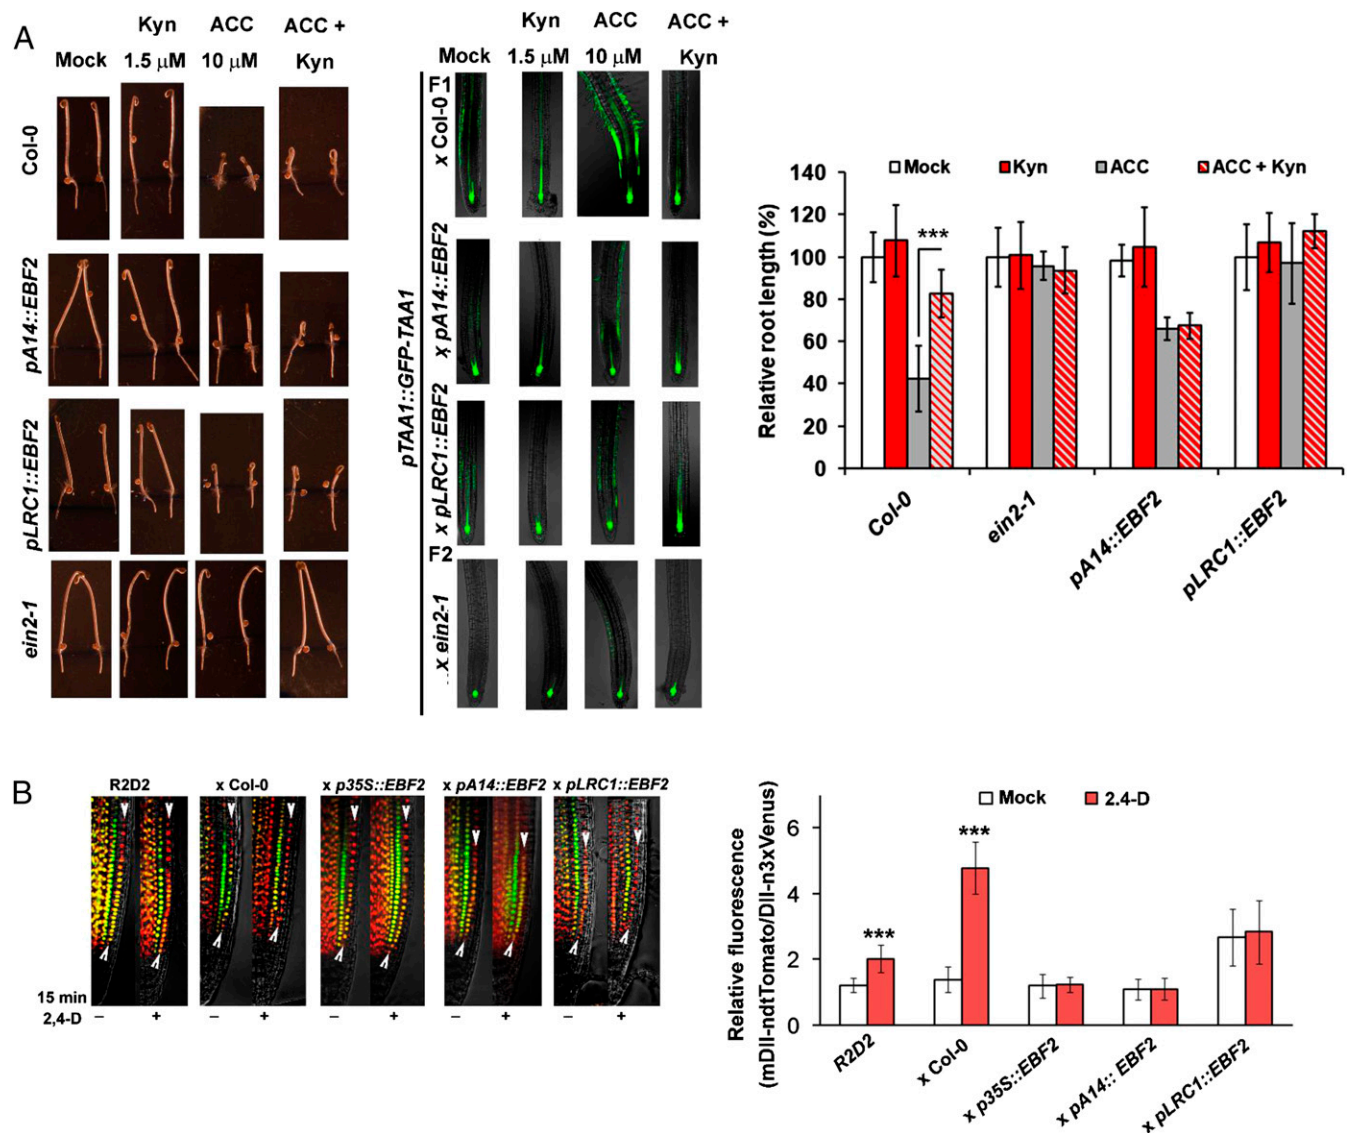 A
Kyn ACC ACC +
Mock 1.5 μM 10 μM Kyn
Col-0
pA14::EBF2
pLRC1::EBF2
ein2-1
Kyn ACC ACC +
Mock 1.5 μM 10 μM Kyn
pTAA1::GFP-TAA1
F1
x Col-0
x pA14::EBF2
x pLRC1::EBF2
F2
x ein2-1
Mock Kyn ACC ACC + Kyn
Relative root length (%)
140
120
100
80
60
40
20
0
***
Col-0
ein2-1
pA14::EBF2
pLRC1::EBF2
B
R2D2 x Col-0 x p35S::EBF2 x pA14::EBF2 x pLRC1::EBF2
15 min
2,4-D – + – + – + – + – +
Mock 2.4-D
Relative fluorescence
(mDII-ndtTomato/DII-n3xVenus)
6
4
2
0
***
***
R2D2
x Col-0
x p35S::EBF2
x pA14:: EBF2
x pLRC1::EBF2